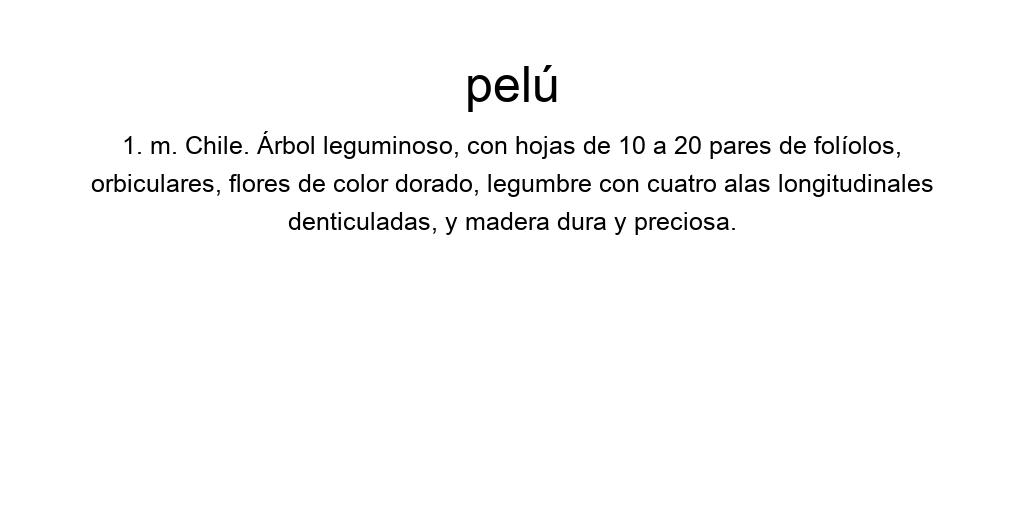 pelú
1. m. Chile. Árbol leguminoso, con hojas de 10 a 20 pares de folíolos,
orbiculares, flores de color dorado, legumbre con cuatro alas longitudinales
denticuladas, y madera dura y preciosa.